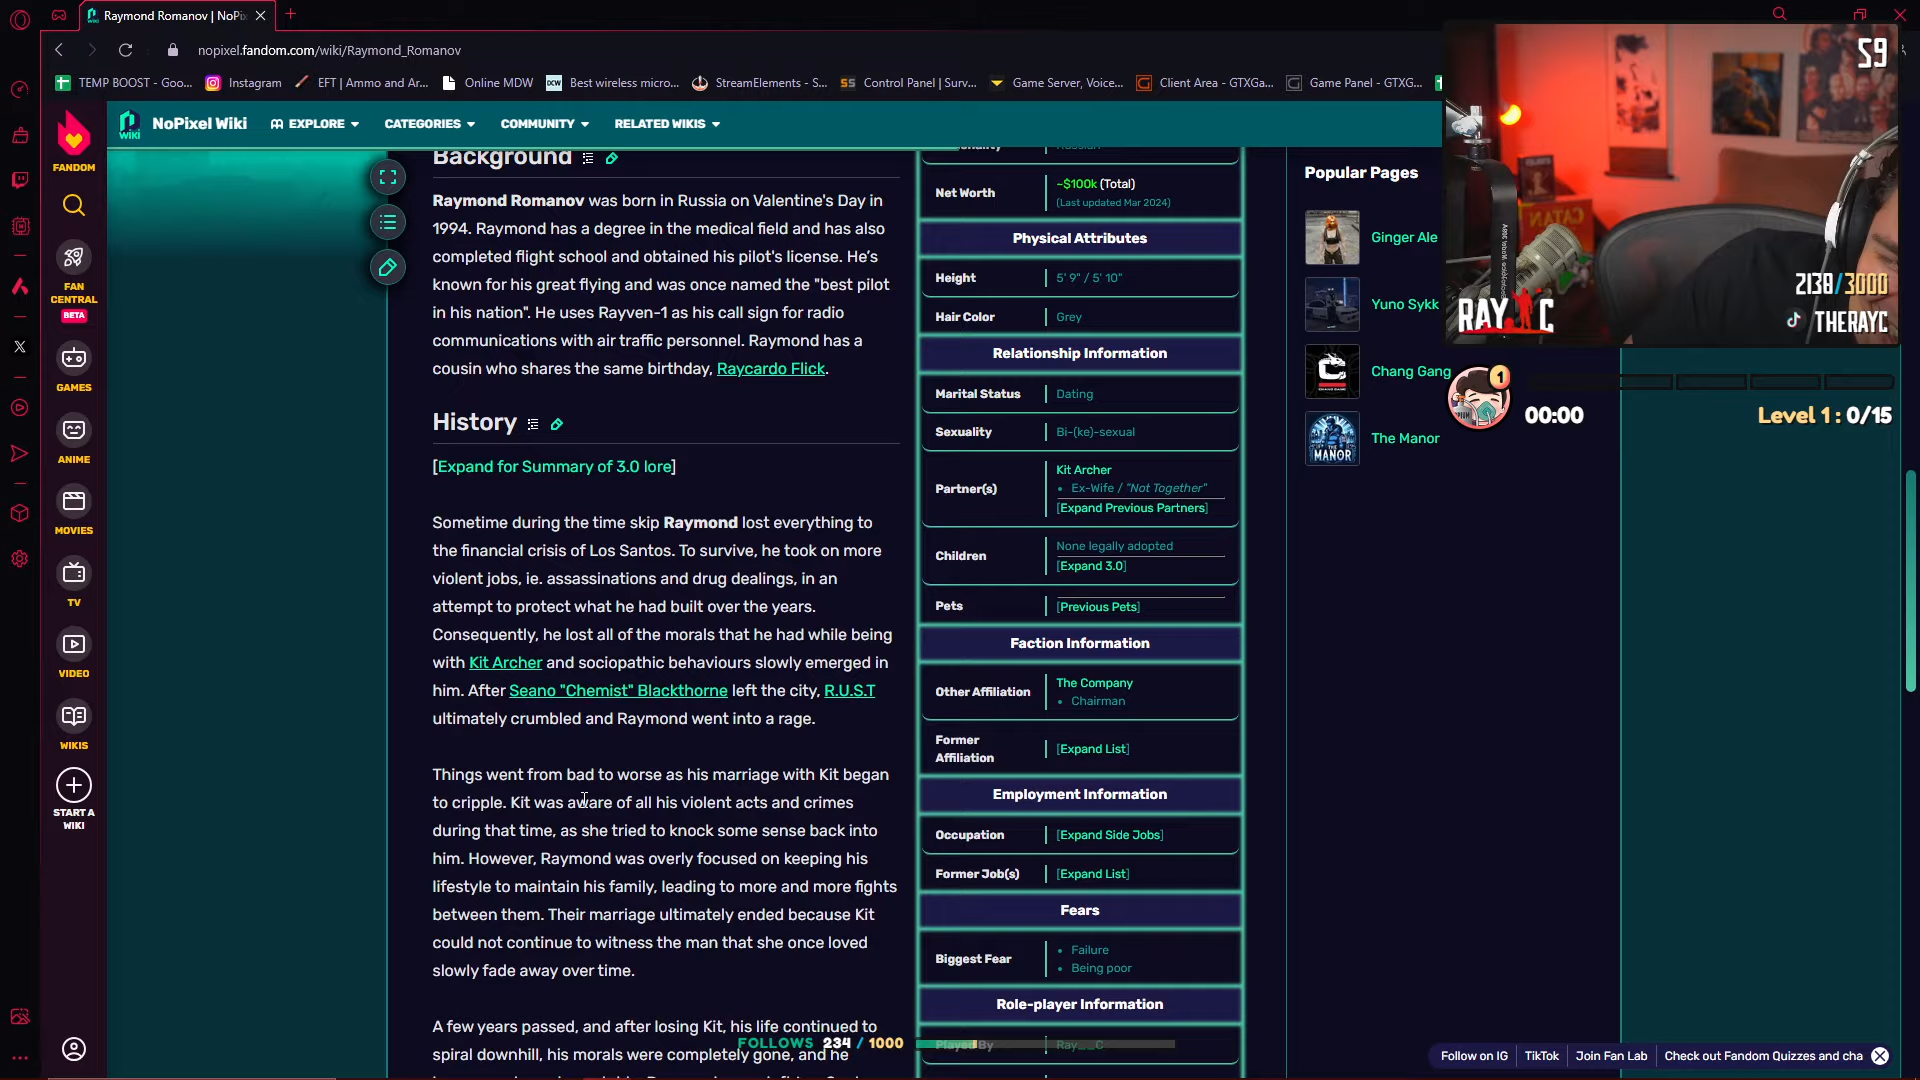 Raymond Romanov | NoPi
nopixel.fandom.com/wiki/Raymond_Romanov
TEMP BOOST - Goo...
Instagram
EFT | Ammo and Ar...
Online MDW
DCW
Best wireless micro...
StreamElements - S...
SS
Control Panel | Surv...
Game Server, Voice...
Client Area - GTXGa...
Game Panel - GTXG...
FANDOM
FAN CENTRAL
BETA
GAMES
ANIME
MOVIES
TV
VIDEO
WIKIS
START A WIKI
WIKI
NoPixel Wiki
EXPLORE
CATEGORIES
COMMUNITY
RELATED WIKIS
Background
Raymond Romanov was born in Russia on Valentine's Day in
1994. Raymond has a degree in the medical field and has also
completed flight school and obtained his pilot's license. He's
known for his great flying and was once named the "best pilot
in his nation". He uses Rayven-1 as his call sign for radio
communications with air traffic personnel. Raymond has a
cousin who shares the same birthday, Raycardo Flick.
History
[Expand for Summary of 3.0 lore]
Sometime during the time skip Raymond lost everything to
the financial crisis of Los Santos. To survive, he took on more
violent jobs, ie. assassinations and drug dealings, in an
attempt to protect what he had built over the years.
Consequently, he lost all of the morals that he had while being
with Kit Archer and sociopathic behaviours slowly emerged in
him. After Seano "Chemist" Blackthorne left the city, R.U.S.T
ultimately crumbled and Raymond went into a rage.
Things went from bad to worse as his marriage with Kit began
to cripple. Kit was aware of all his violent acts and crimes
during that time, as she tried to knock some sense back into
him. However, Raymond was overly focused on keeping his
lifestyle to maintain his family, leading to more and more fights
between them. Their marriage ultimately ended because Kit
could not continue to witness the man that she once loved
slowly fade away over time.
A few years passed, and after losing Kit, his life continued to
spiral downhill, his morals were completely gone, and he
FOLLOWS 234 / 1000
Net Worth
~$100k (Total)
(Last updated Mar 2024)
Physical Attributes
Height
5' 9" / 5' 10"
Hair Color
Grey
Relationship Information
Marital Status
Dating
Sexuality
Bi-(ke)-sexual
Partner(s)
Kit Archer
• Ex-Wife / "Not Together"
[Expand Previous Partners]
Children
None legally adopted
[Expand 3.0]
Pets
[Previous Pets]
Faction Information
Other Affiliation
The Company
• Chairman
Former Affiliation
[Expand List]
Employment Information
Occupation
[Expand Side Jobs]
Former Job(s)
[Expand List]
Fears
Biggest Fear
• Failure
• Being poor
Role-player Information
Played By
Ray__C
Popular Pages
Ginger Ale
Yuno Sykk
Chang Gang
The Manor
THE MANOR
59
CATAN
RAY C
2138/3000
THERAYC
1
00:00
Level 1 : 0/15
Follow on IG
TikTok
Join Fan Lab
Check out Fandom Quizzes and cha